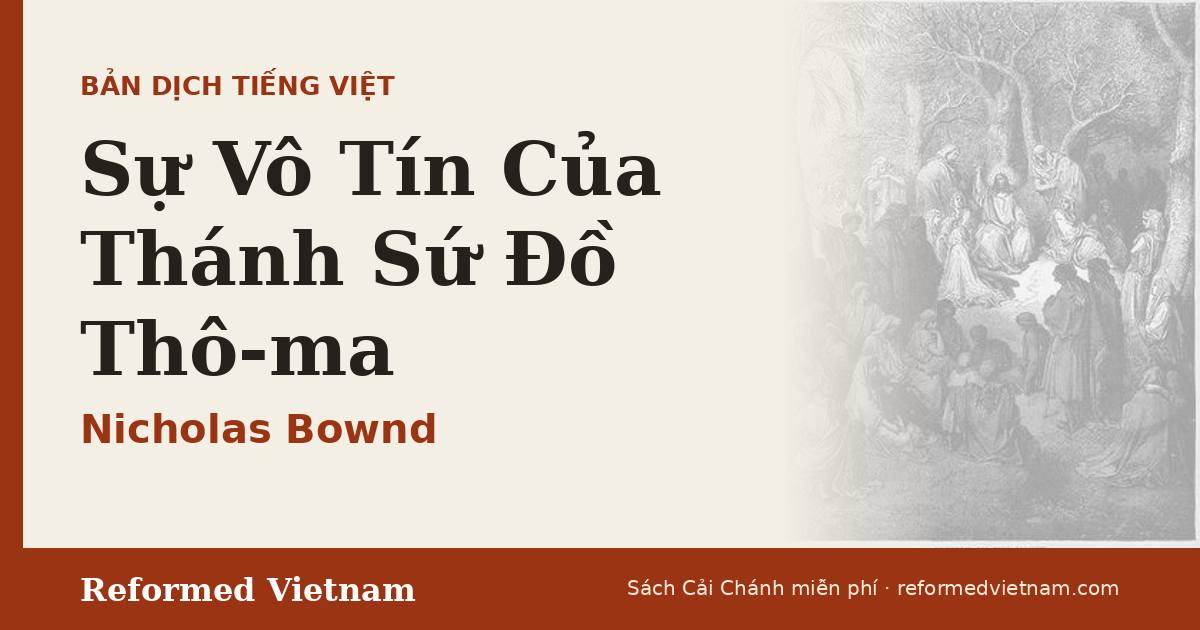 BẢN DỊCH TIẾNG VIỆT
Sự Vô Tín Của
Thánh Sứ Đồ
Thô-ma
Nicholas Bownd
Reformed Vietnam
Sách Cải Chánh miễn phí · reformedvietnam.com